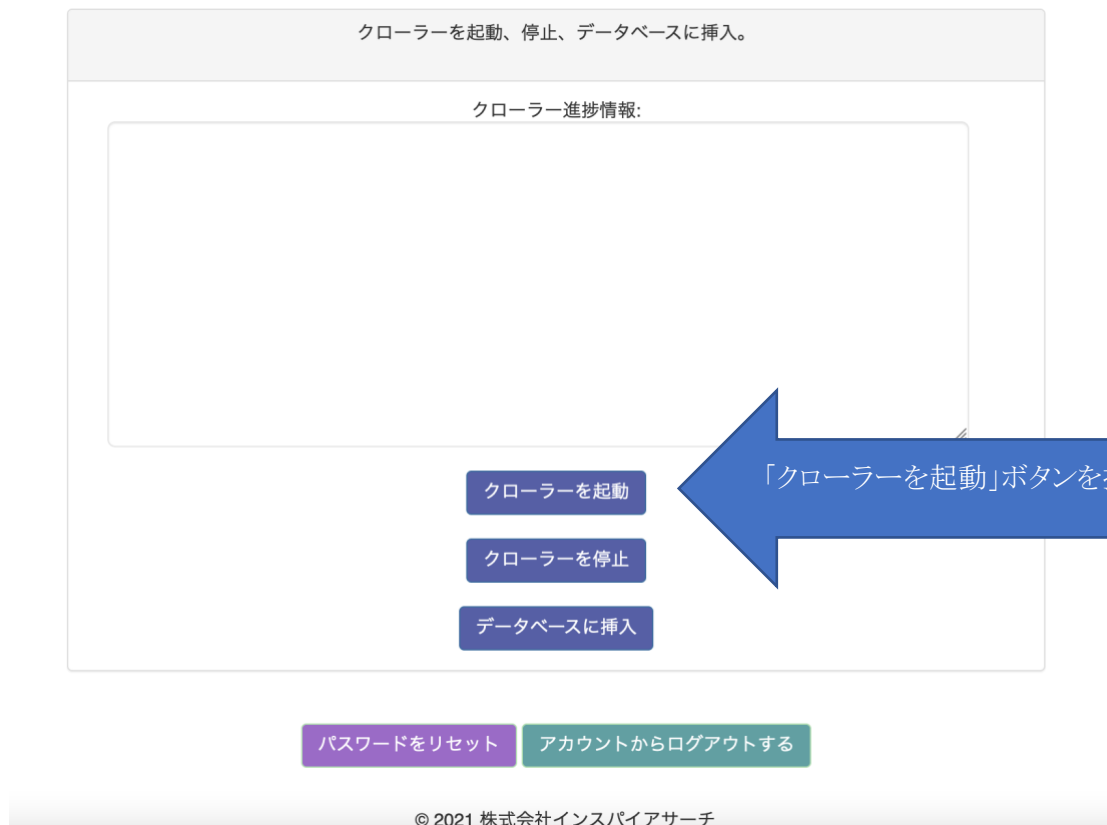 クローラーを起動、停止、データベースに挿入。
クローラー進捗情報:
クローラーを起動
「クローラーを起動」ボタンを
クローラーを停止
データベースに挿入
パスワードをリセット アカウントからログアウトする
© 2021 株式会社インスパイアサーチ